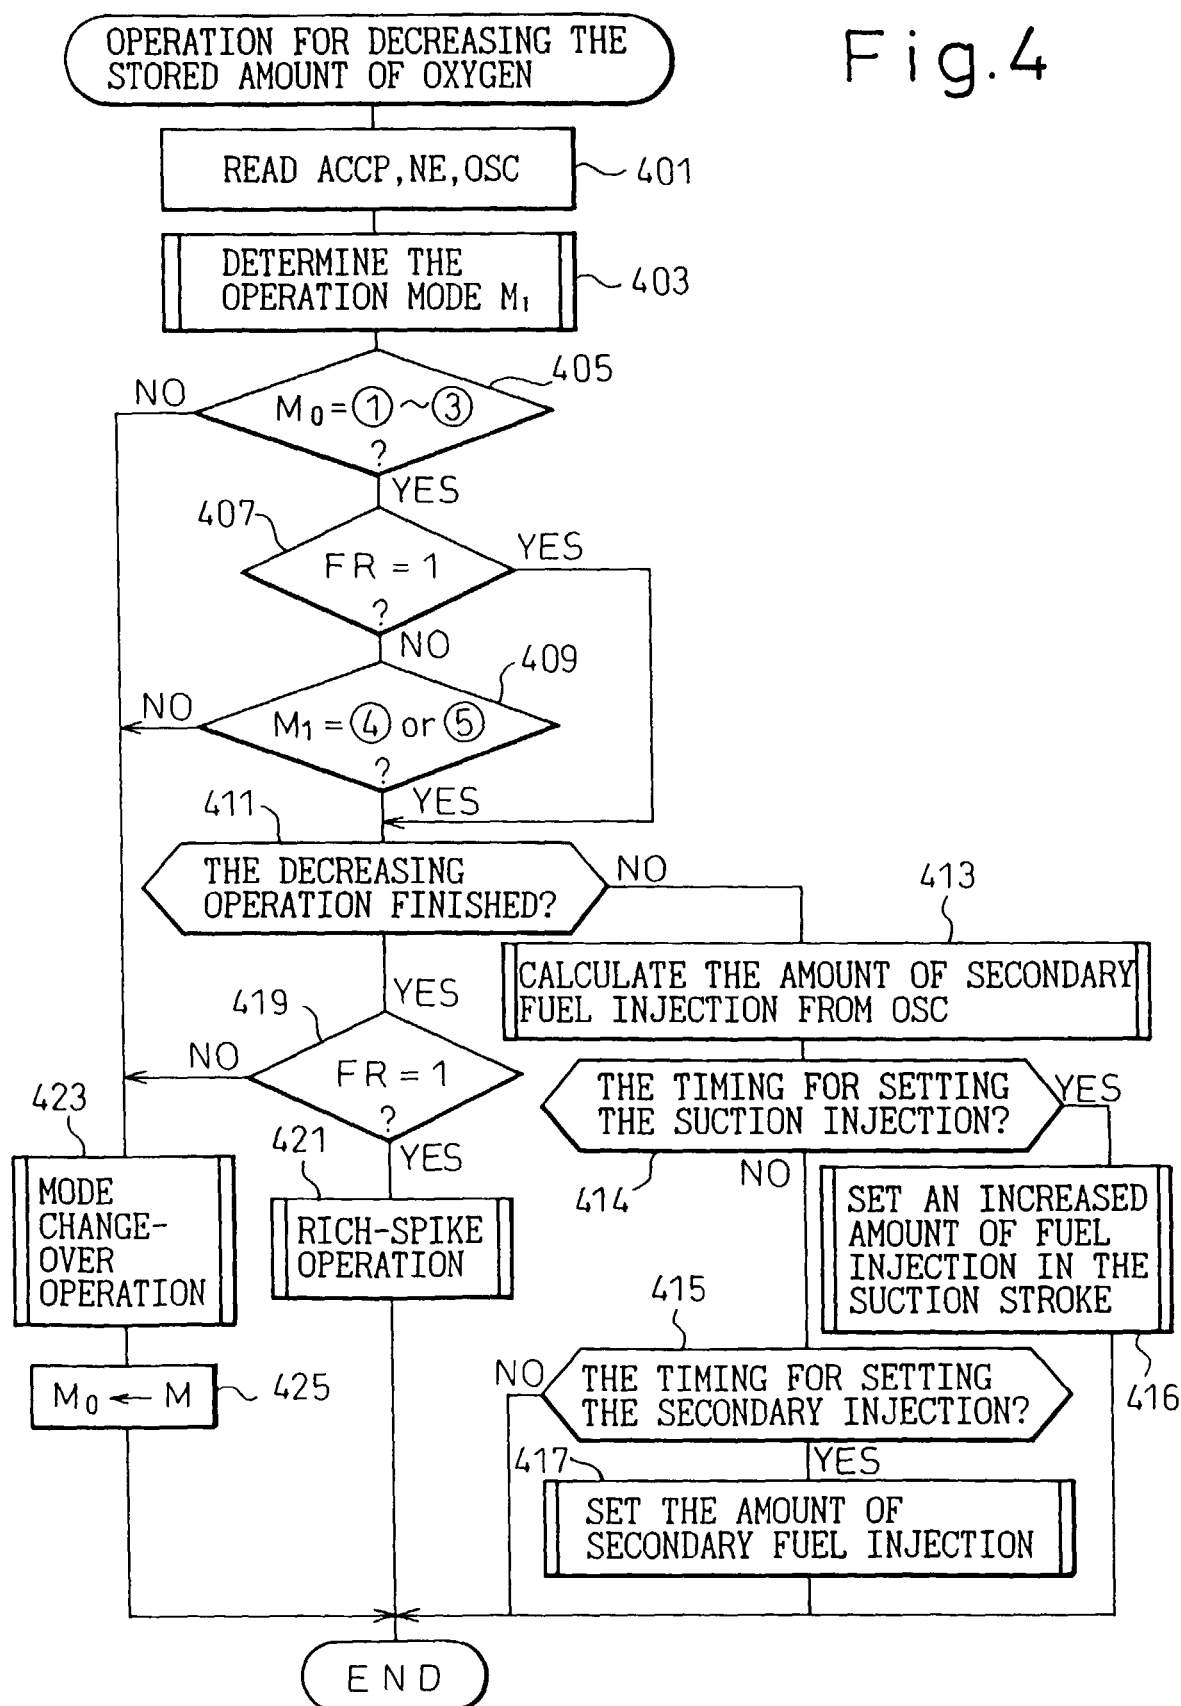 Fig.4
OPERATION FOR DECREASING THE
STORED AMOUNT OF OXYGEN
READ ACCP,NE,OSC
401
DETERMINE THE
OPERATION MODE M1
403
405
NO
M0=①~③
?
YES
407
FR=1
?
YES
NO
409
NO
M1=④ or ⑤
?
YES
411
THE DECREASING
OPERATION FINISHED?
NO
413
CALCULATE THE AMOUNT OF SECONDARY
FUEL INJECTION FROM OSC
YES
419
NO
FR=1
?
YES
THE TIMING FOR SETTING
THE SUCTION INJECTION?
YES
414
NO
423
MODE
CHANGE-
OVER
OPERATION
421
RICH-SPIKE
OPERATION
SET AN INCREASED
AMOUNT OF FUEL
INJECTION IN THE
SUCTION STROKE
416
415
NO
THE TIMING FOR SETTING
THE SECONDARY INJECTION?
YES
M0 ← M
425
417
SET THE AMOUNT OF
SECONDARY FUEL INJECTION
END